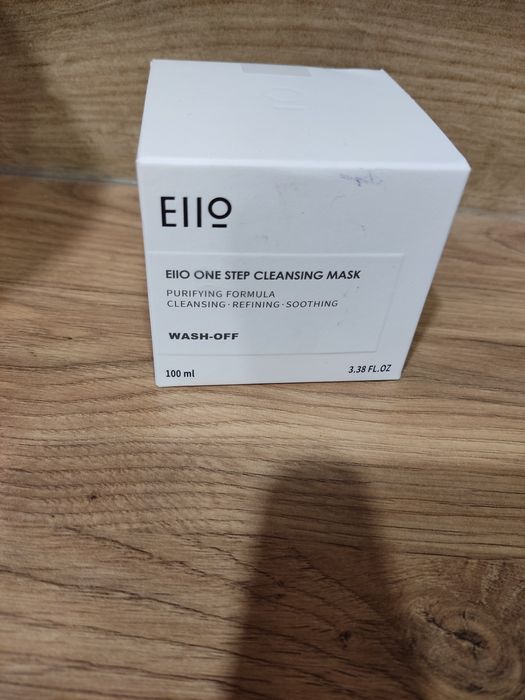 EIIO
EIIO ONE STEP CLEANSING MASK
PURIFYING FORMULA
CLEANSING · REFINING · SOOTHING
WASH-OFF
100 ml 3.38 FL.OZ